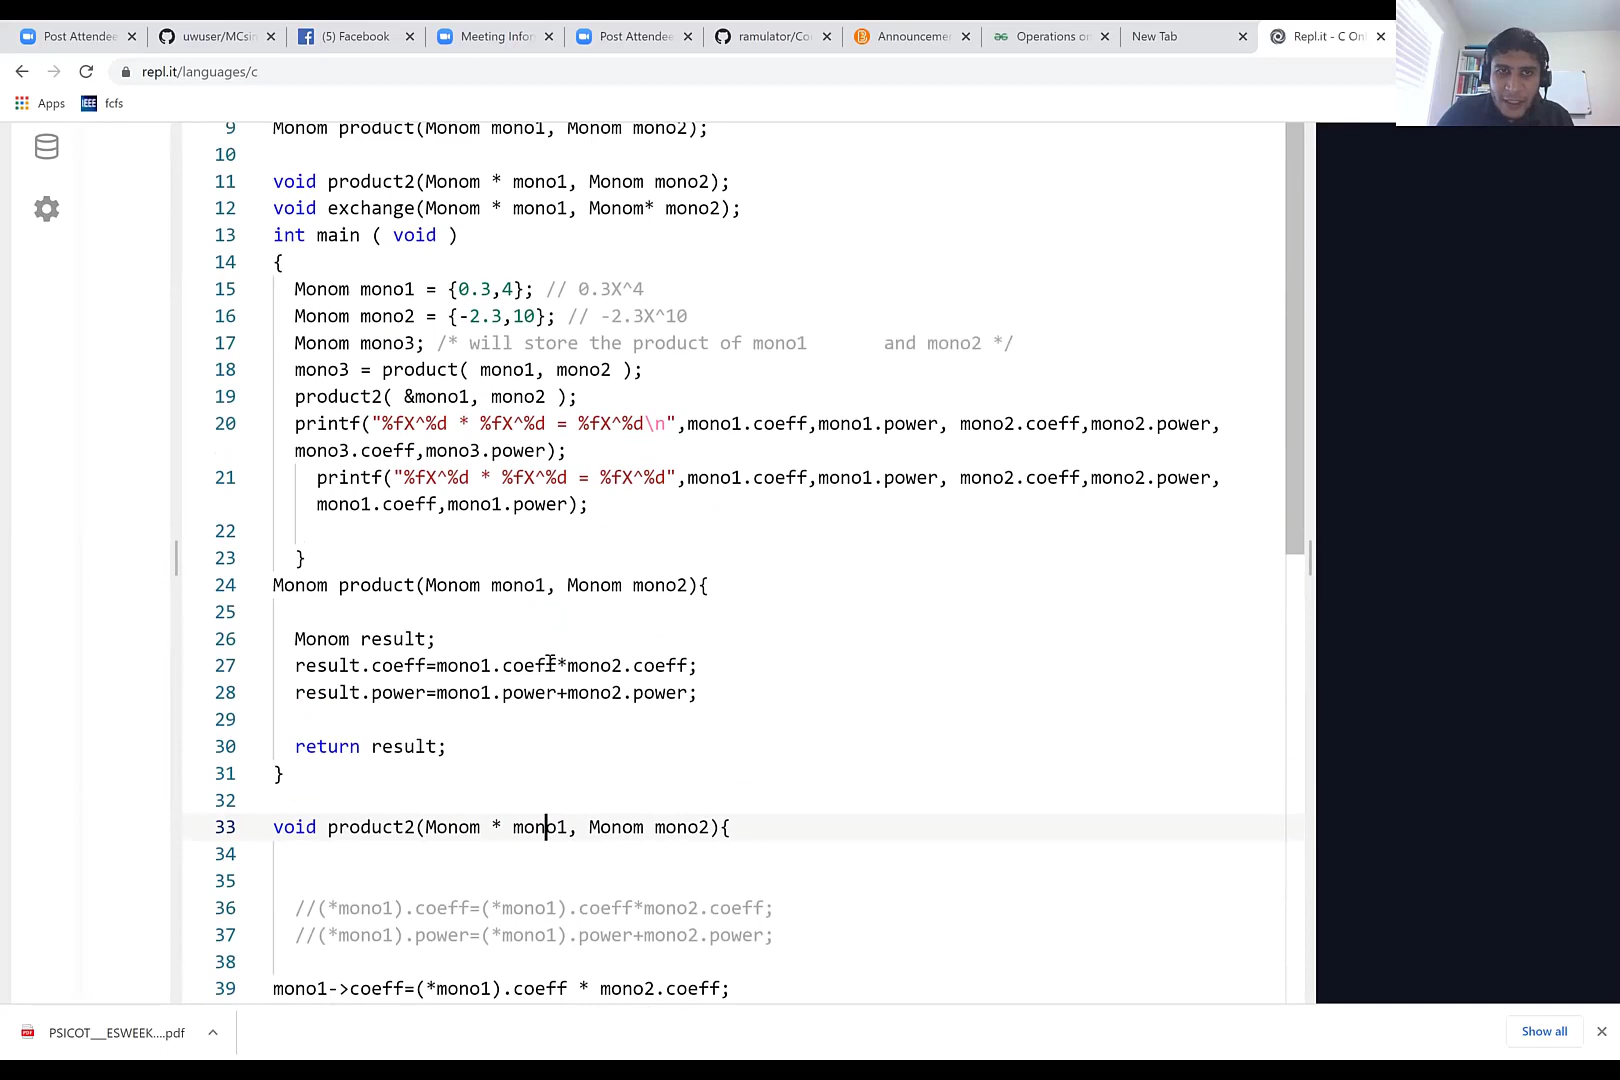 Post Attendee
uwuser/MCsim
(5) Facebook
Meeting Infor
Post Attendee
ramulator/Co
Announceme
Operations on
New Tab
Repl.it - C Onl
repl.it/languages/c
Apps
IEEE fcfs
9 Monom product(Monom mono1, Monom mono2);
10
11 void product2(Monom * mono1, Monom mono2);
12 void exchange(Monom * mono1, Monom* mono2);
13 int main ( void )
14 {
15 Monom mono1 = {0.3,4}; // 0.3X^4
16 Monom mono2 = {-2.3,10}; // -2.3X^10
17 Monom mono3; /* will store the product of mono1 and mono2 */
18 mono3 = product( mono1, mono2 );
19 product2( &mono1, mono2 );
20 printf("%fX^%d * %fX^%d = %fX^%d\n",mono1.coeff,mono1.power, mono2.coeff,mono2.power,
mono3.coeff,mono3.power);
21 printf("%fX^%d * %fX^%d = %fX^%d",mono1.coeff,mono1.power, mono2.coeff,mono2.power,
mono1.coeff,mono1.power);
22
23 }
24 Monom product(Monom mono1, Monom mono2){
25
26 Monom result;
27 result.coeff=mono1.coeff*mono2.coeff;
28 result.power=mono1.power+mono2.power;
29
30 return result;
31 }
32
33 void product2(Monom * mono1, Monom mono2){
34
35
36 //(*mono1).coeff=(*mono1).coeff*mono2.coeff;
37 //(*mono1).power=(*mono1).power+mono2.power;
38
39 mono1->coeff=(*mono1).coeff * mono2.coeff;
PSICOT__ESWEEK....pdf
Show all